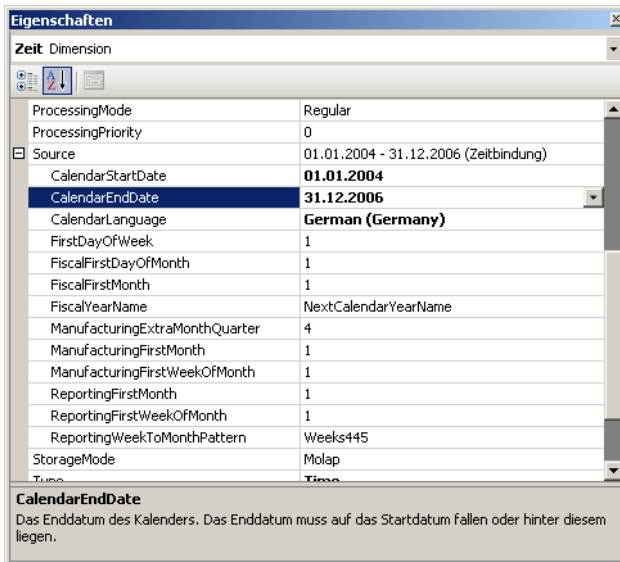 Eigenschaften
Zeit Dimension
ProcessingMode Regular
ProcessingPriority 0
Source 01.01.2004 - 31.12.2006 (Zeitbindung)
CalendarStartDate 01.01.2004
CalendarEndDate 31.12.2006
CalendarLanguage German (Germany)
FirstDayOfWeek 1
FiscalFirstDayOfMonth 1
FiscalFirstMonth 1
FiscalYearName NextCalendarYearName
ManufacturingExtraMonthQuarter 4
ManufacturingFirstMonth 1
ManufacturingFirstWeekOfMonth 1
ReportingFirstMonth 1
ReportingFirstWeekOfMonth 1
ReportingWeekToMonthPattern Weeks445
StorageMode Molap
Type Time
CalendarEndDate
Das Enddatum des Kalenders. Das Enddatum muss auf das Startdatum fallen oder hinter diesem
liegen.